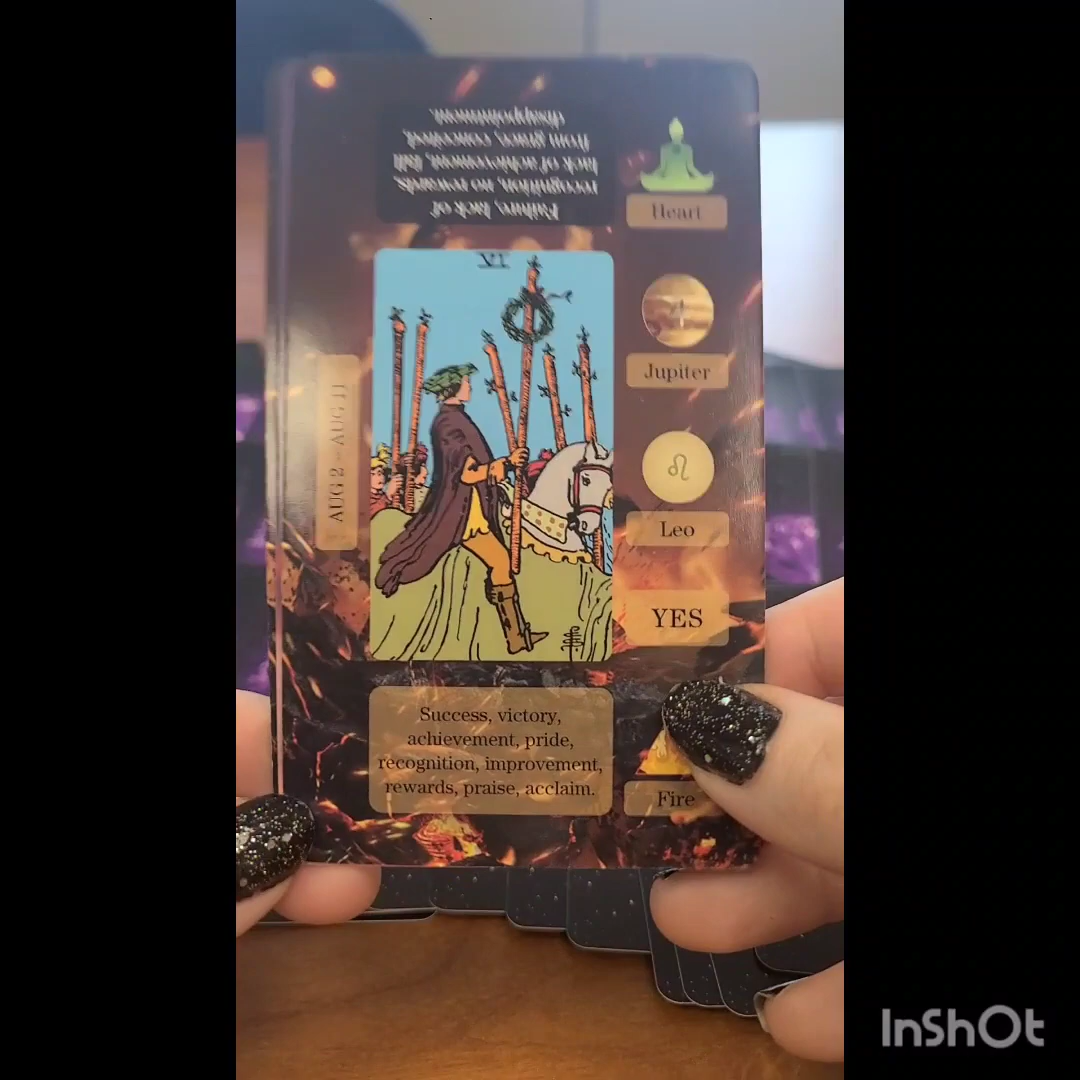 Failure, lack of
recognition, no rewards,
lack of achievement, fall
from grace, conceited,
disappointment.
Heart
VI
Jupiter
AUG 2 - AUG 11
Leo
YES
Success, victory,
achievement, pride,
recognition, improvement,
rewards, praise, acclaim.
Fire
InShOt